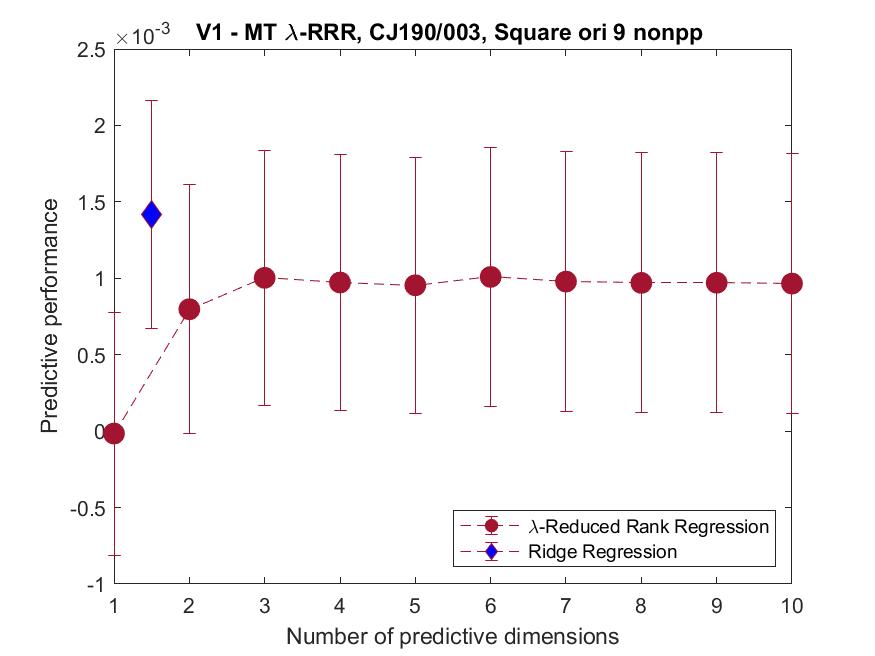 ×10-3
V1 - MT λ-RRR, CJ190/003, Square ori 9 nonpp
2.5
2
1.5
1
0.5
0
-0.5
-1
Predictive performance
1 2 3 4 5 6 7 8 9 10
Number of predictive dimensions
λ-Reduced Rank Regression
Ridge Regression